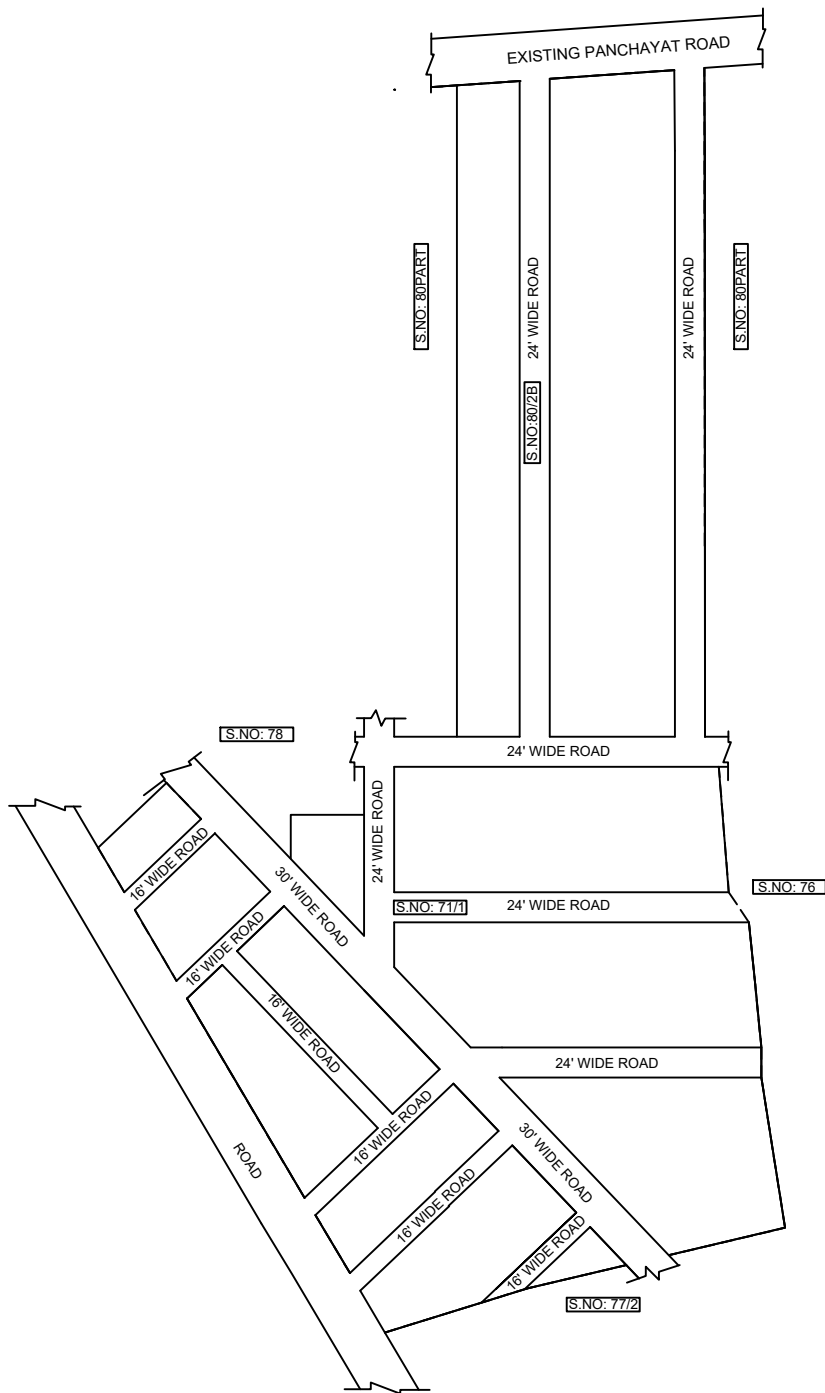 EXISTING PANCHAYAT ROAD
S.NO: 80PART
24' WIDE ROAD
24' WIDE ROAD
S.NO: 80PART
S.NO:80/2B
S.NO: 78
24' WIDE ROAD
24' WIDE ROAD
16' WIDE ROAD
30' WIDE ROAD
S.NO: 76
S.NO: 71/1
24' WIDE ROAD
16' WIDE ROAD
16' WIDE ROAD
24' WIDE ROAD
16' WIDE ROAD
30' WIDE ROAD
ROAD
16' WIDE ROAD
16' WIDE ROAD
S.NO: 77/2